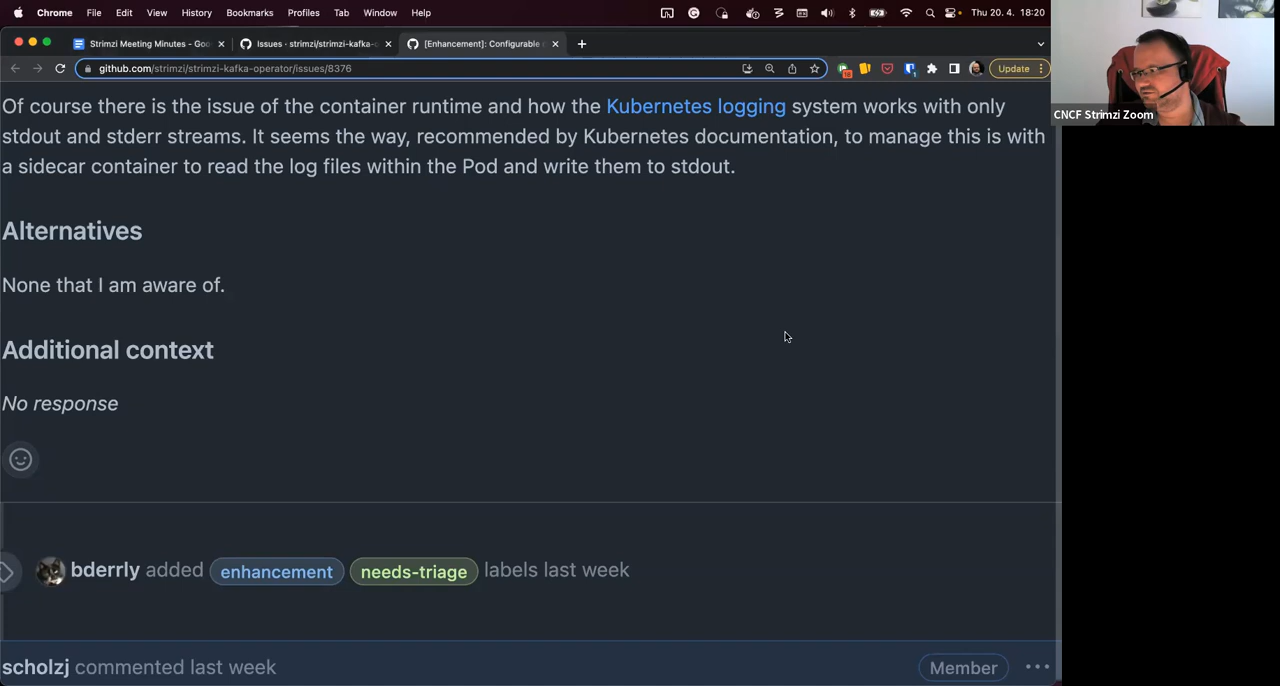 Chrome File Edit View History Bookmarks Profiles Tab Window Help Thu 20. 4. 18:20
Strimzi Meeting Minutes - Goo
Issues · strimzi/strimzi-kafka-
[Enhancement]: Configurable
github.com/strimzi/strimzi-kafka-operator/issues/8376
18
Update
CNCF Strimzi Zoom
Of course there is the issue of the container runtime and how the Kubernetes logging system works with only
stdout and stderr streams. It seems the way, recommended by Kubernetes documentation, to manage this is with
a sidecar container to read the log files within the Pod and write them to stdout.
Alternatives
None that I am aware of.
Additional context
No response
bderrly added enhancement needs-triage labels last week
scholzj commented last week
Member